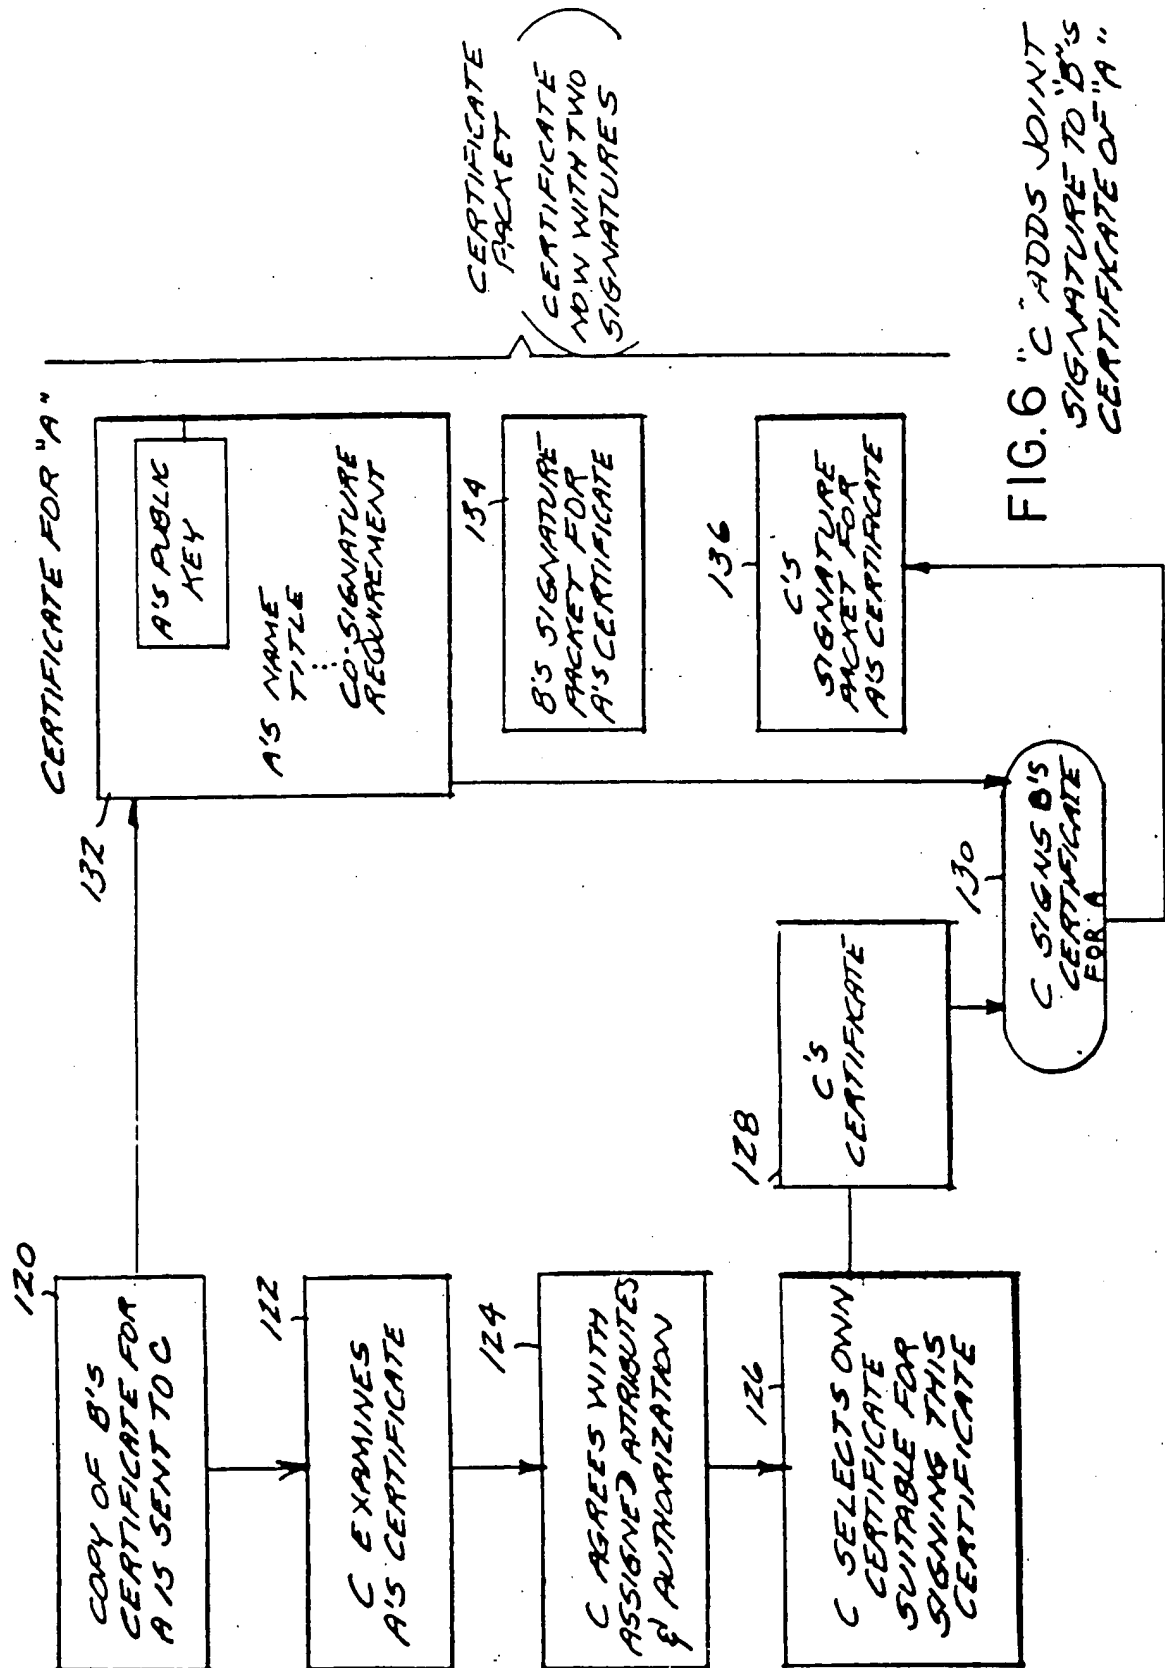 120
COPY OF B'S
CERTIFICATE FOR
A IS SENT TO C
122
C EXAMINES
A'S CERTIFICATE
124
C AGREES WITH
ASSIGNED ATTRIBUTES
& AUTHORIZATION
126
C SELECTS OWN
CERTIFICATE
SUITABLE FOR
SIGNING THIS
CERTIFICATE
128
C'S
CERTIFICATE
130
C SIGNS B'S
CERTIFICATE
FOR A
132
CERTIFICATE FOR "A"
A'S PUBLIC
KEY
A'S NAME
TITLE
CO-SIGNATURE
REQUIREMENT
134
B'S SIGNATURE
PACKET FOR
A'S CERTIFICATE
136
C'S
SIGNATURE
PACKET FOR
A'S CERTIFICATE
CERTIFICATE
PACKET
(CERTIFICATE
NOW WITH TWO
SIGNATURES)
FIG. 6 "C" ADDS JOINT
SIGNATURE TO "B"'S
CERTIFICATE OF "A"